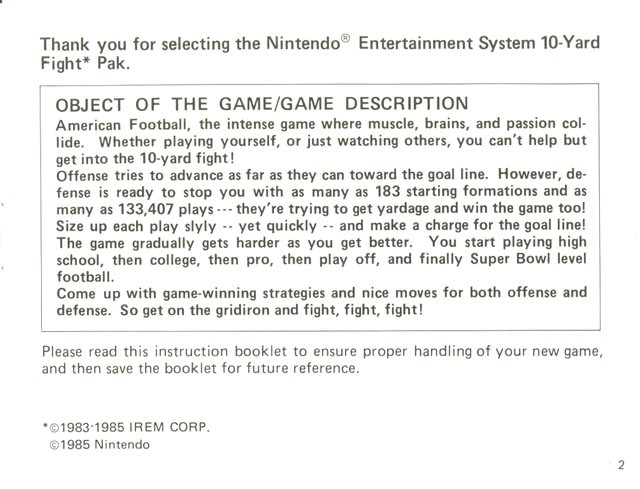 Thank you for selecting the Nintendo® Entertainment System 10-Yard
Fight* Pak.
OBJECT OF THE GAME/GAME DESCRIPTION
American Football, the intense game where muscle, brains, and passion col-
lide. Whether playing yourself, or just watching others, you can't help but
get into the 10-yard fight!
Offense tries to advance as far as they can toward the goal line. However, de-
fense is ready to stop you with as many as 183 starting formations and as
many as 133,407 plays --- they're trying to get yardage and win the game too!
Size up each play slyly -- yet quickly -- and make a charge for the goal line!
The game gradually gets harder as you get better. You start playing high
school, then college, then pro, then play off, and finally Super Bowl level
football.
Come up with game-winning strategies and nice moves for both offense and
defense. So get on the gridiron and fight, fight, fight!
Please read this instruction booklet to ensure proper handling of your new game,
and then save the booklet for future reference.
*©1983-1985 IREM CORP.
©1985 Nintendo
2